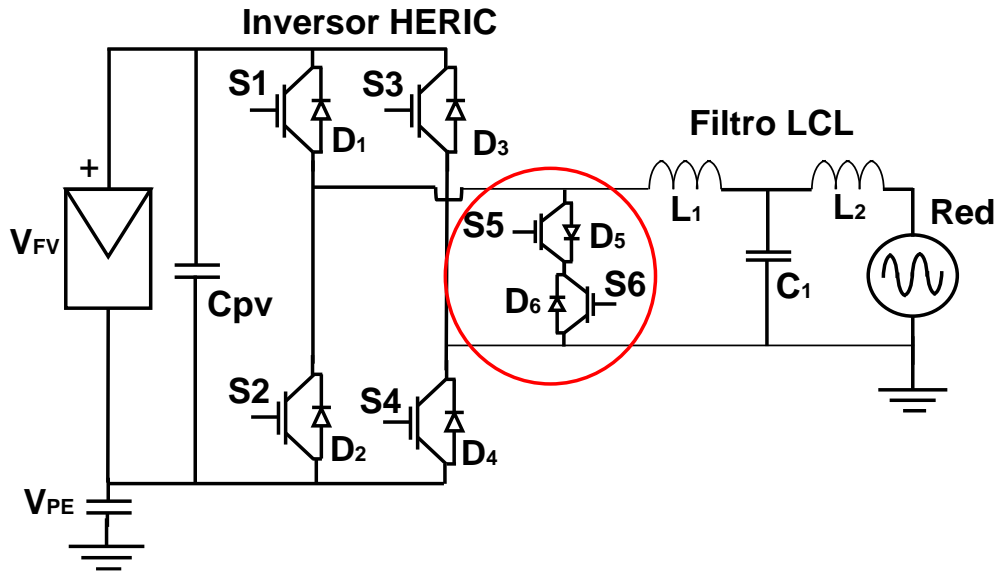 Inversor HERIC
S1
S3
D1
D3
Filtro LCL
+
VFV
Cpv
S5
D5
D6
S6
L1
L2
C1
Red
S2
S4
D2
D4
VPE